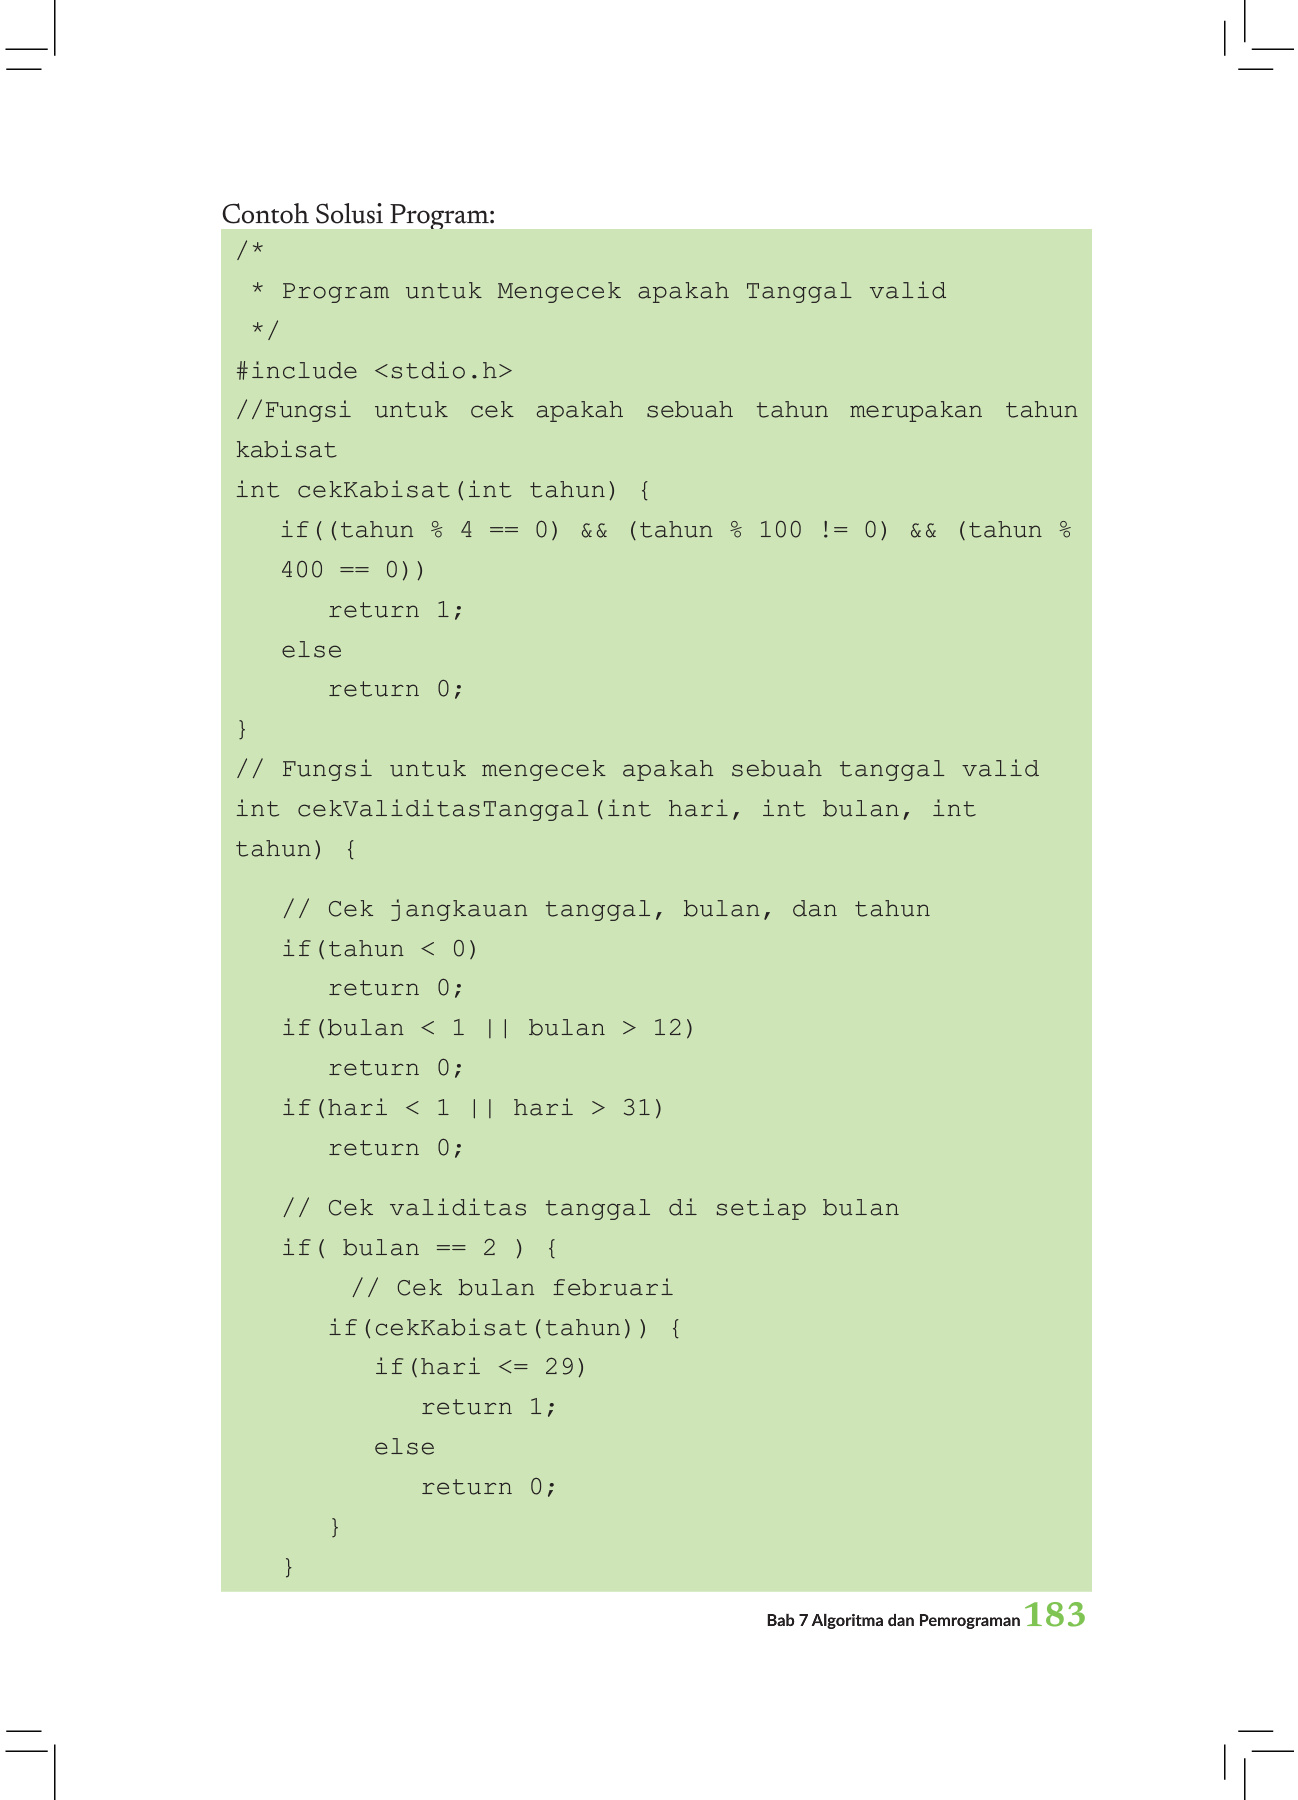 Contoh Solusi Program:
/*
 * Program untuk Mengecek apakah Tanggal valid
 */
#include <stdio.h>
//Fungsi untuk cek apakah sebuah tahun merupakan tahun
kabisat
int cekKabisat(int tahun) {
   if((tahun % 4 == 0) && (tahun % 100 != 0) && (tahun %
   400 == 0))
      return 1;
   else
      return 0;
}
// Fungsi untuk mengecek apakah sebuah tanggal valid
int cekValiditasTanggal(int hari, int bulan, int
tahun) {
   // Cek jangkauan tanggal, bulan, dan tahun
   if(tahun < 0)
      return 0;
   if(bulan < 1 || bulan > 12)
      return 0;
   if(hari < 1 || hari > 31)
      return 0;
   // Cek validitas tanggal di setiap bulan
   if( bulan == 2 ) {
       // Cek bulan februari
      if(cekKabisat(tahun)) {
         if(hari <= 29)
            return 1;
         else
            return 0;
      }
   }
Bab 7 Algoritma dan Pemrograman 183